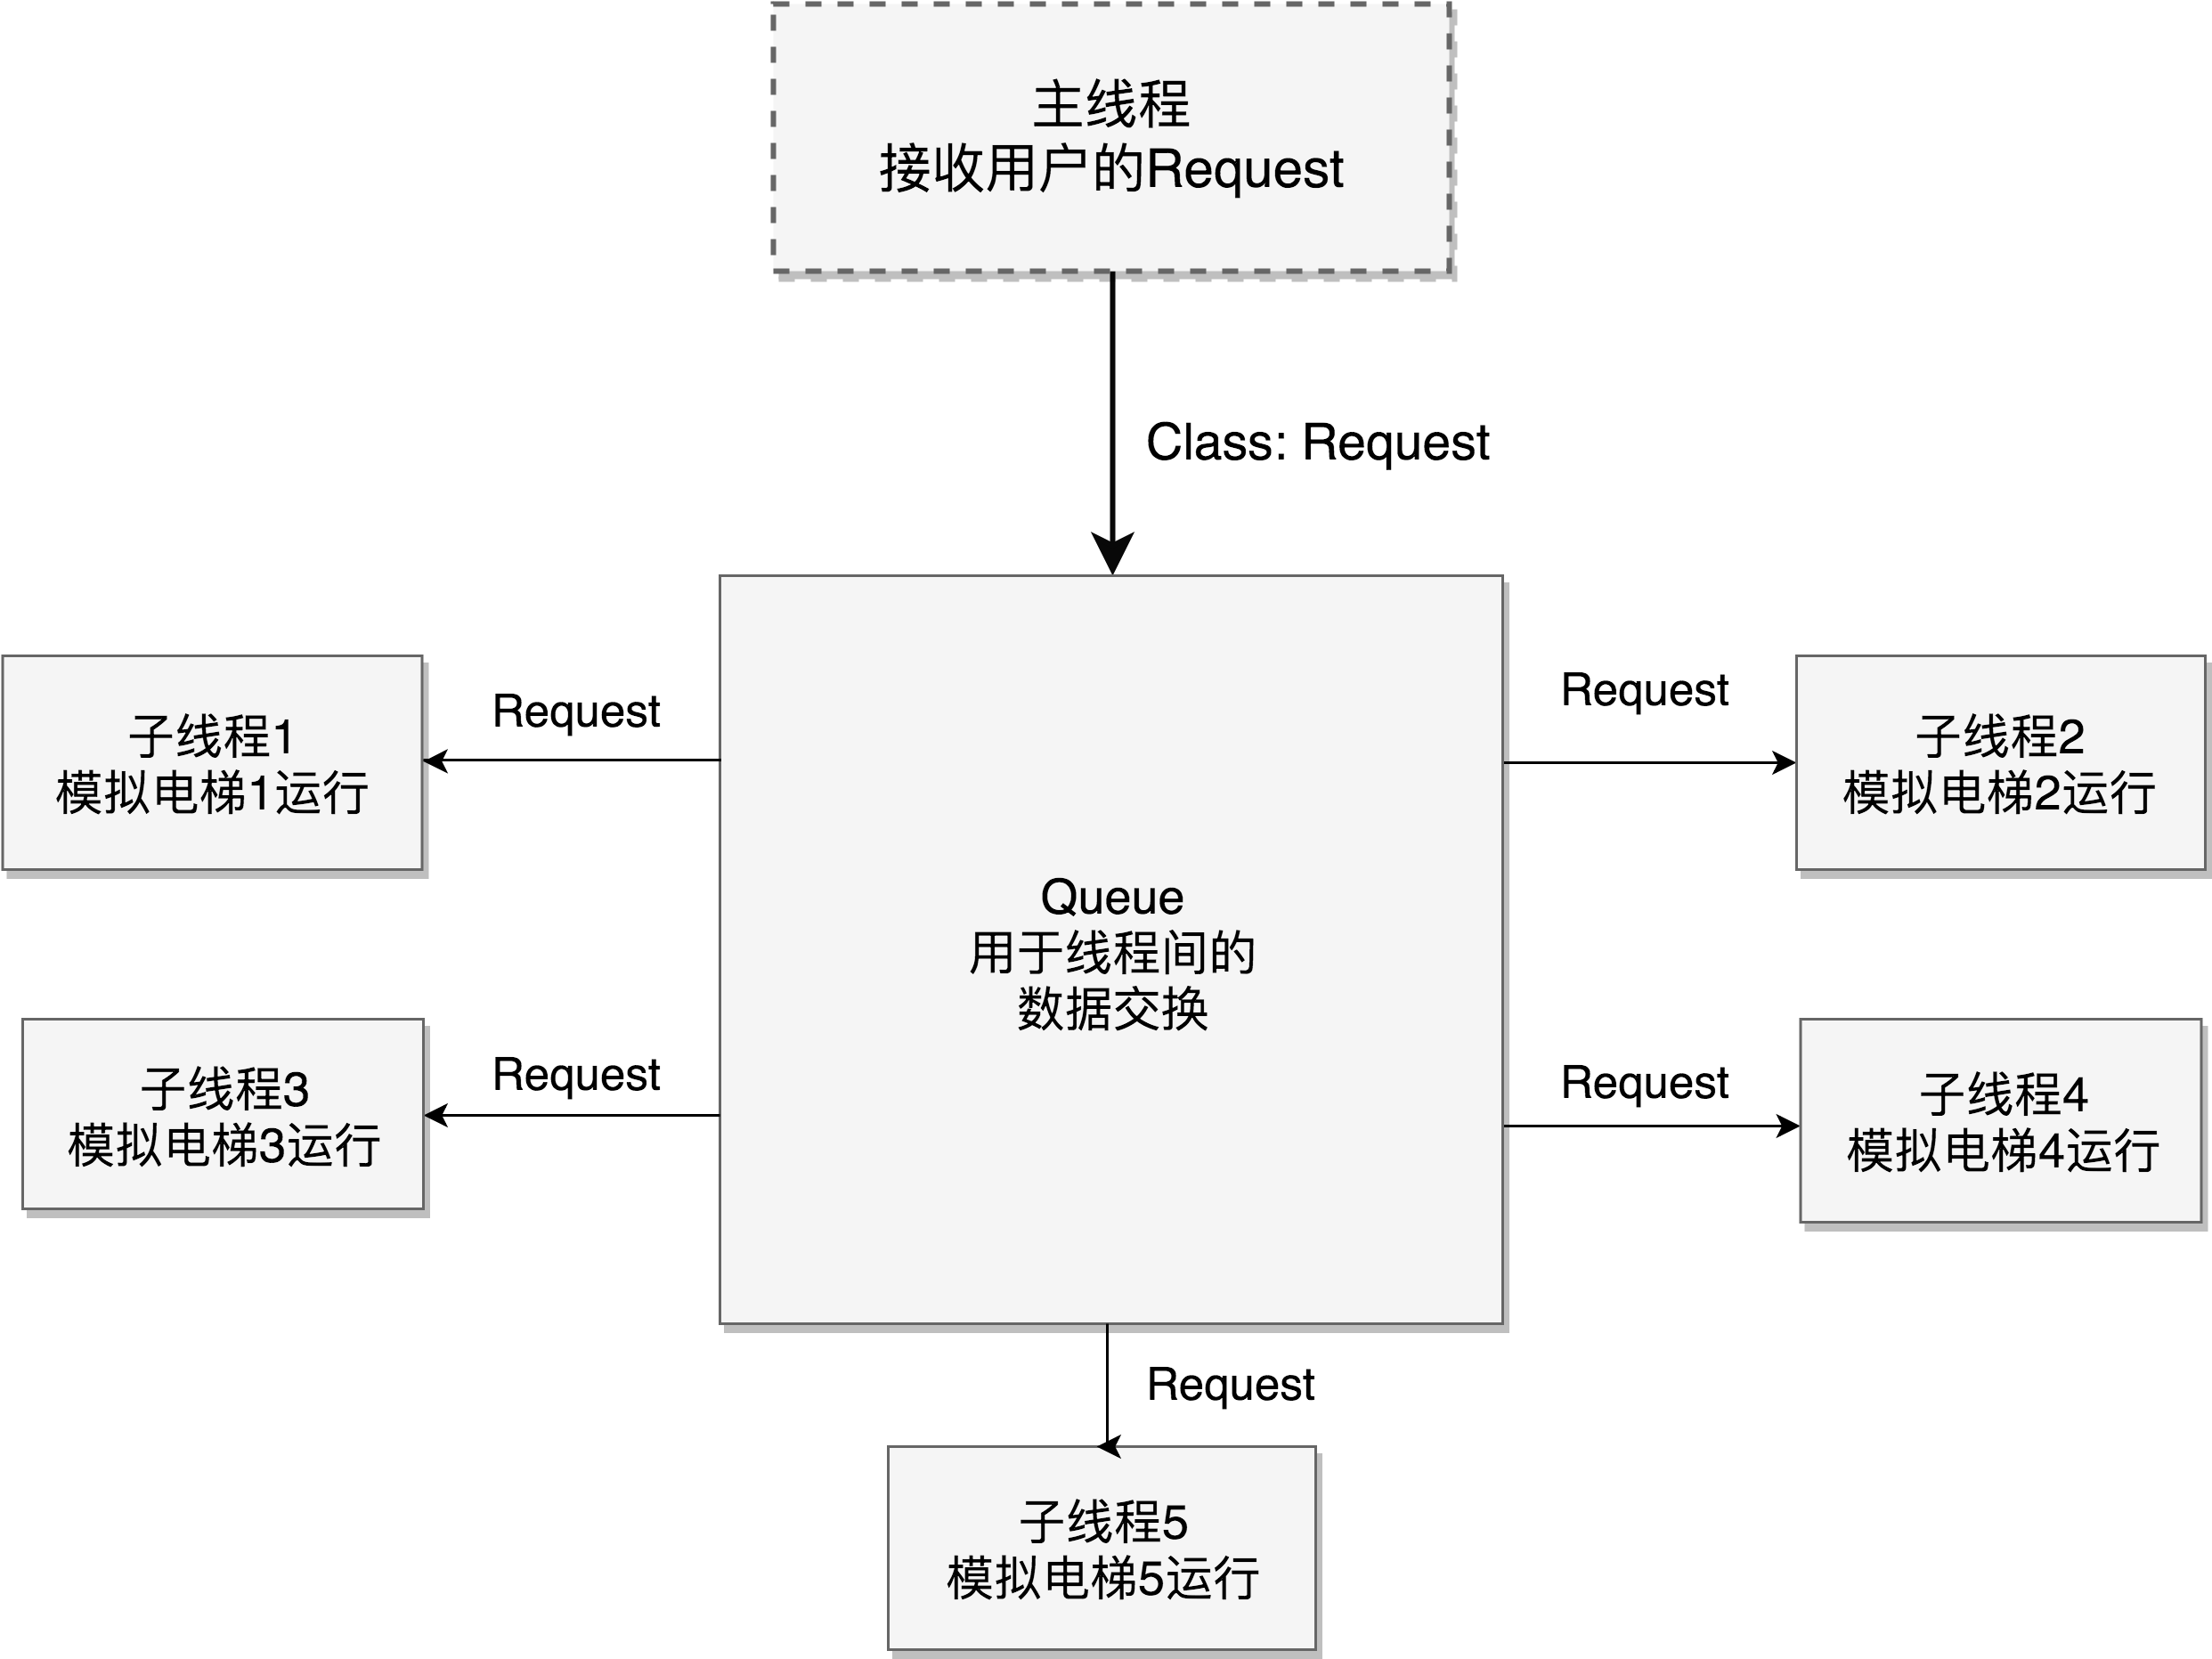 主线程
接收用户的Request
Class: Request
Request
Request
子线程1
模拟电梯1运行
子线程2
模拟电梯2运行
Queue
用于线程间的
数据交换
Request
Request
子线程3
模拟电梯3运行
子线程4
模拟电梯4运行
Request
子线程5
模拟电梯5运行